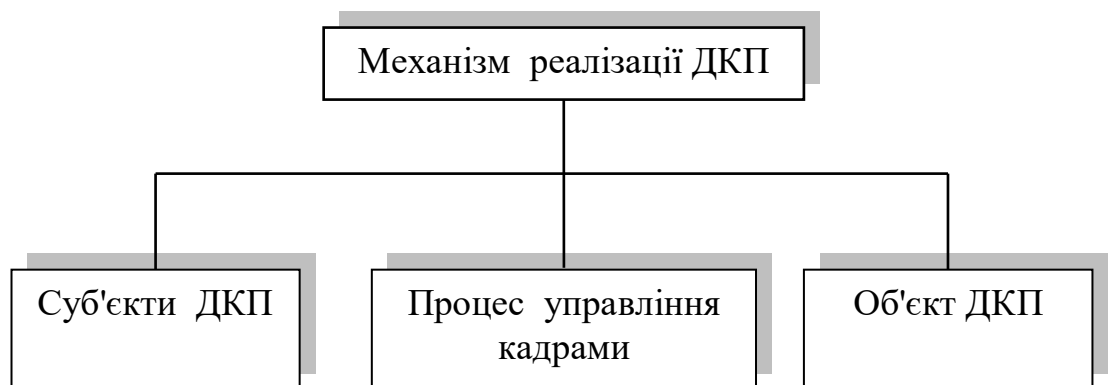 Механізм реалізації ДКП
Суб'єкти ДКП
Процес управління
кадрами
Об'єкт ДКП